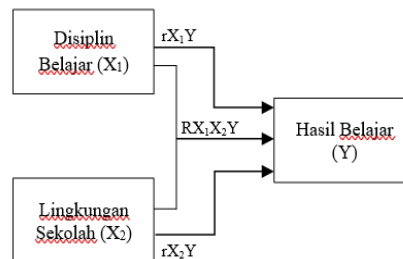 Disiplin
Belajar (X₁)
rX₁Y
RX₁X₂Y
Hasil Belajar
(Y)
Lingkungan
Sekolah (X₂)
rX₂Y